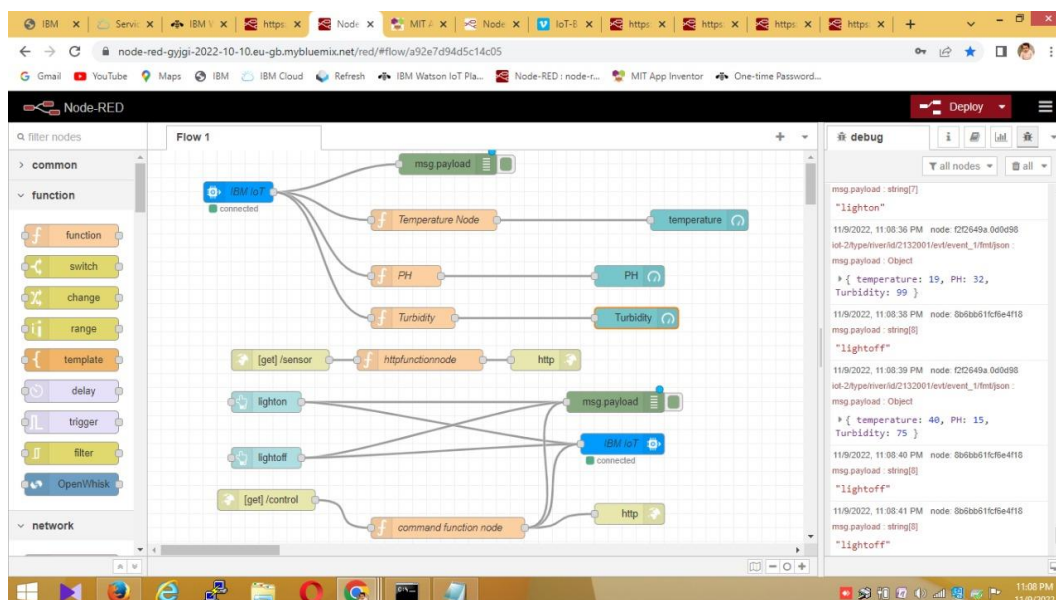 IBM
Servic
IBM W
https:
Node
MIT A
Node
IoT-E
https:
https:
https:
https:
node-red-gyjgi-2022-10-10.eu-gb.mybluemix.net/red/#flow/a92e7d94d5c14c05
Gmail YouTube Maps IBM IBM Cloud Refresh IBM Watson IoT Pla... Node-RED : node-r... MIT App Inventor One-time Password...
Node-RED
Deploy
filter nodes
common
function
function
switch
change
range
template
delay
trigger
filter
OpenWhisk
network
Flow 1
msg.payload
IBM IoT
connected
Temperature Node
temperature
PH
PH
Turbidity
Turbidity
[get] /sensor
httpfunctionnode
http
lighton
msg.payload
IBM IoT
connected
lightoff
[get] /control
http
command function node
debug
i
all nodes
all
msg.payload : string[7]
"lighton"
11/9/2022, 11:08:36 PM node: f2f2649a.0d0d98
iot-2/type/river/id/2132001/evt/event_1/fmt/json :
msg.payload : Object
{ temperature: 19, PH: 32,
Turbidity: 99 }
11/9/2022, 11:08:38 PM node: 8b6bb61fcf6e4f18
msg.payload : string[8]
"lightoff"
11/9/2022, 11:08:39 PM node: f2f2649a.0d0d98
iot-2/type/river/id/2132001/evt/event_1/fmt/json :
msg.payload : Object
{ temperature: 40, PH: 15,
Turbidity: 75 }
11/9/2022, 11:08:40 PM node: 8b6bb61fcf6e4f18
msg.payload : string[8]
"lightoff"
11/9/2022, 11:08:41 PM node: 8b6bb61fcf6e4f18
msg.payload : string[8]
"lightoff"
11:08 PM
11/9/2022